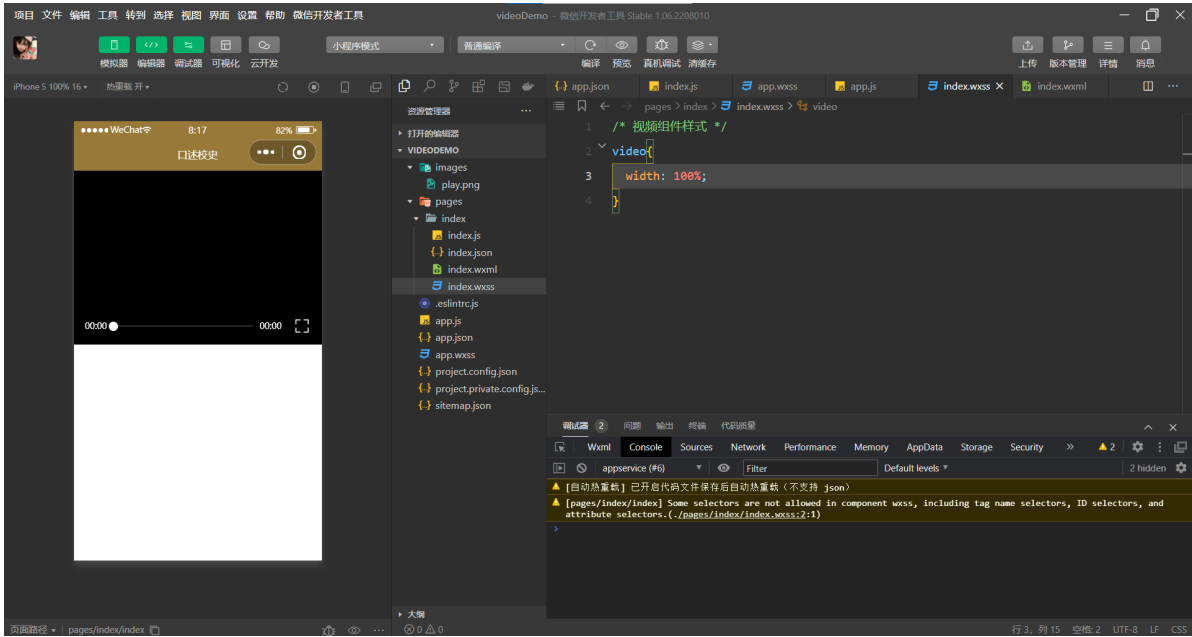 项目 文件 编辑 工具 转到 选择 视图 界面 设置 帮助 微信开发者工具
videoDemo - 微信开发者工具 Stable 1.06.2208010
模拟器 编辑器 调试器 可视化 云开发
小程序模式
普通编译
编译 预览 真机调试 清缓存
上传 版本管理 详情 消息
iPhone 5 100% 16
热重载 开
WeChat
8:17
82%
口述校史
00:00
00:00
资源管理器
打开的编辑器
VIDEODEMO
images
play.png
pages
index
index.js
index.json
index.wxml
index.wxss
.eslintrc.js
app.js
app.json
app.wxss
project.config.json
project.private.config.js...
sitemap.json
大纲
app.json
index.js
app.wxss
app.js
index.wxss
index.wxml
pages > index > index.wxss > video
1 /* 视频组件样式 */
2 video{
3 width: 100%;
4 }
调试器 2 问题 输出 终端 代码质量
Wxml Console Sources Network Performance Memory AppData Storage Security » 2
appservice (#6)
Filter
Default levels
2 hidden
[自动热重载] 已开启代码文件保存后自动热重载（不支持 json）
[pages/index/index] Some selectors are not allowed in component wxss, including tag name selectors, ID selectors, and
attribute selectors.(./pages/index/index.wxss:2:1)
页面路径
pages/index/index
0 0
行 3，列 15 空格: 2 UTF-8 LF CSS